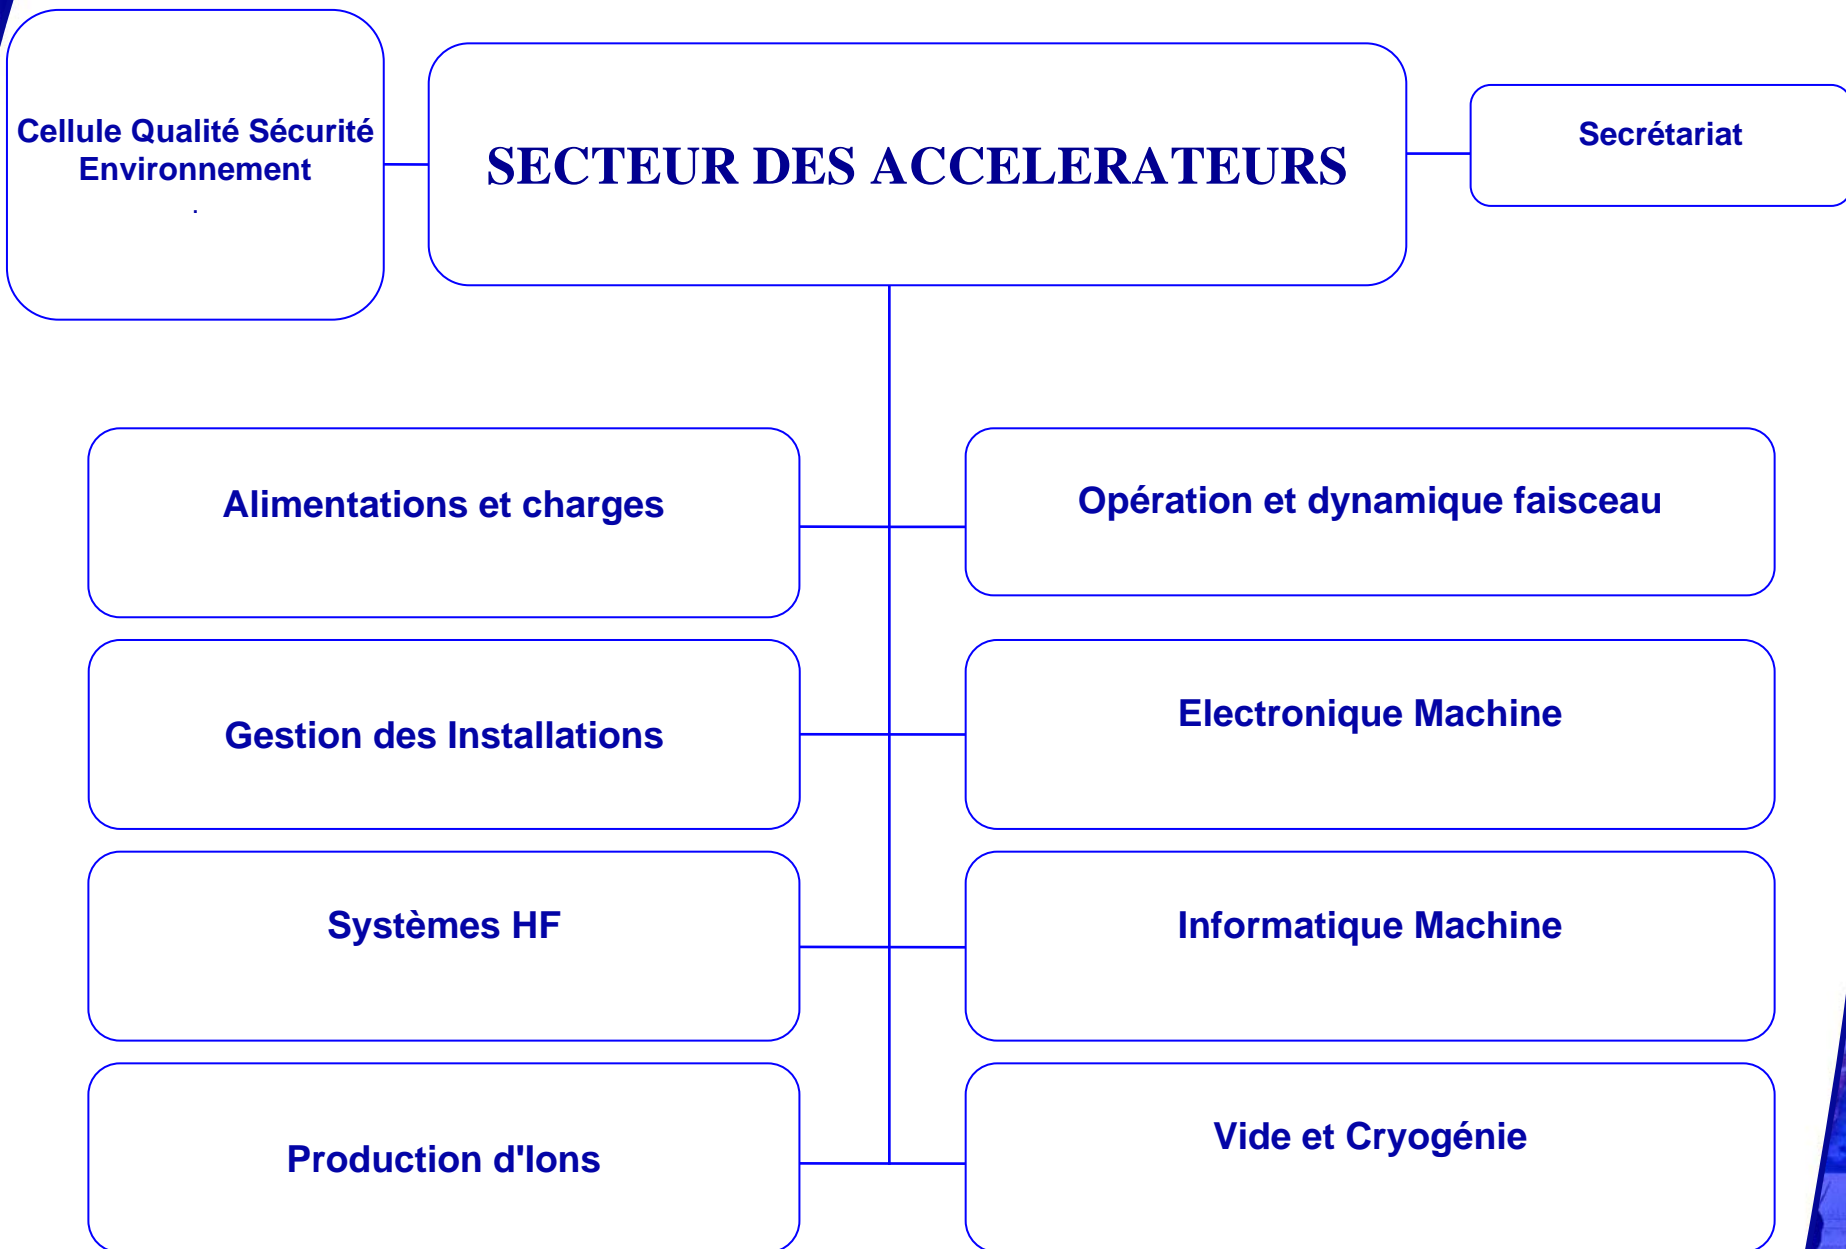 Cellule Qualité Sécurité
Environnement
.
SECTEUR DES ACCELERATEURS
Secrétariat
Alimentations et charges
Opération et dynamique faisceau
Gestion des Installations
Electronique Machine
Systèmes HF
Informatique Machine
Production d'Ions
Vide et Cryogénie